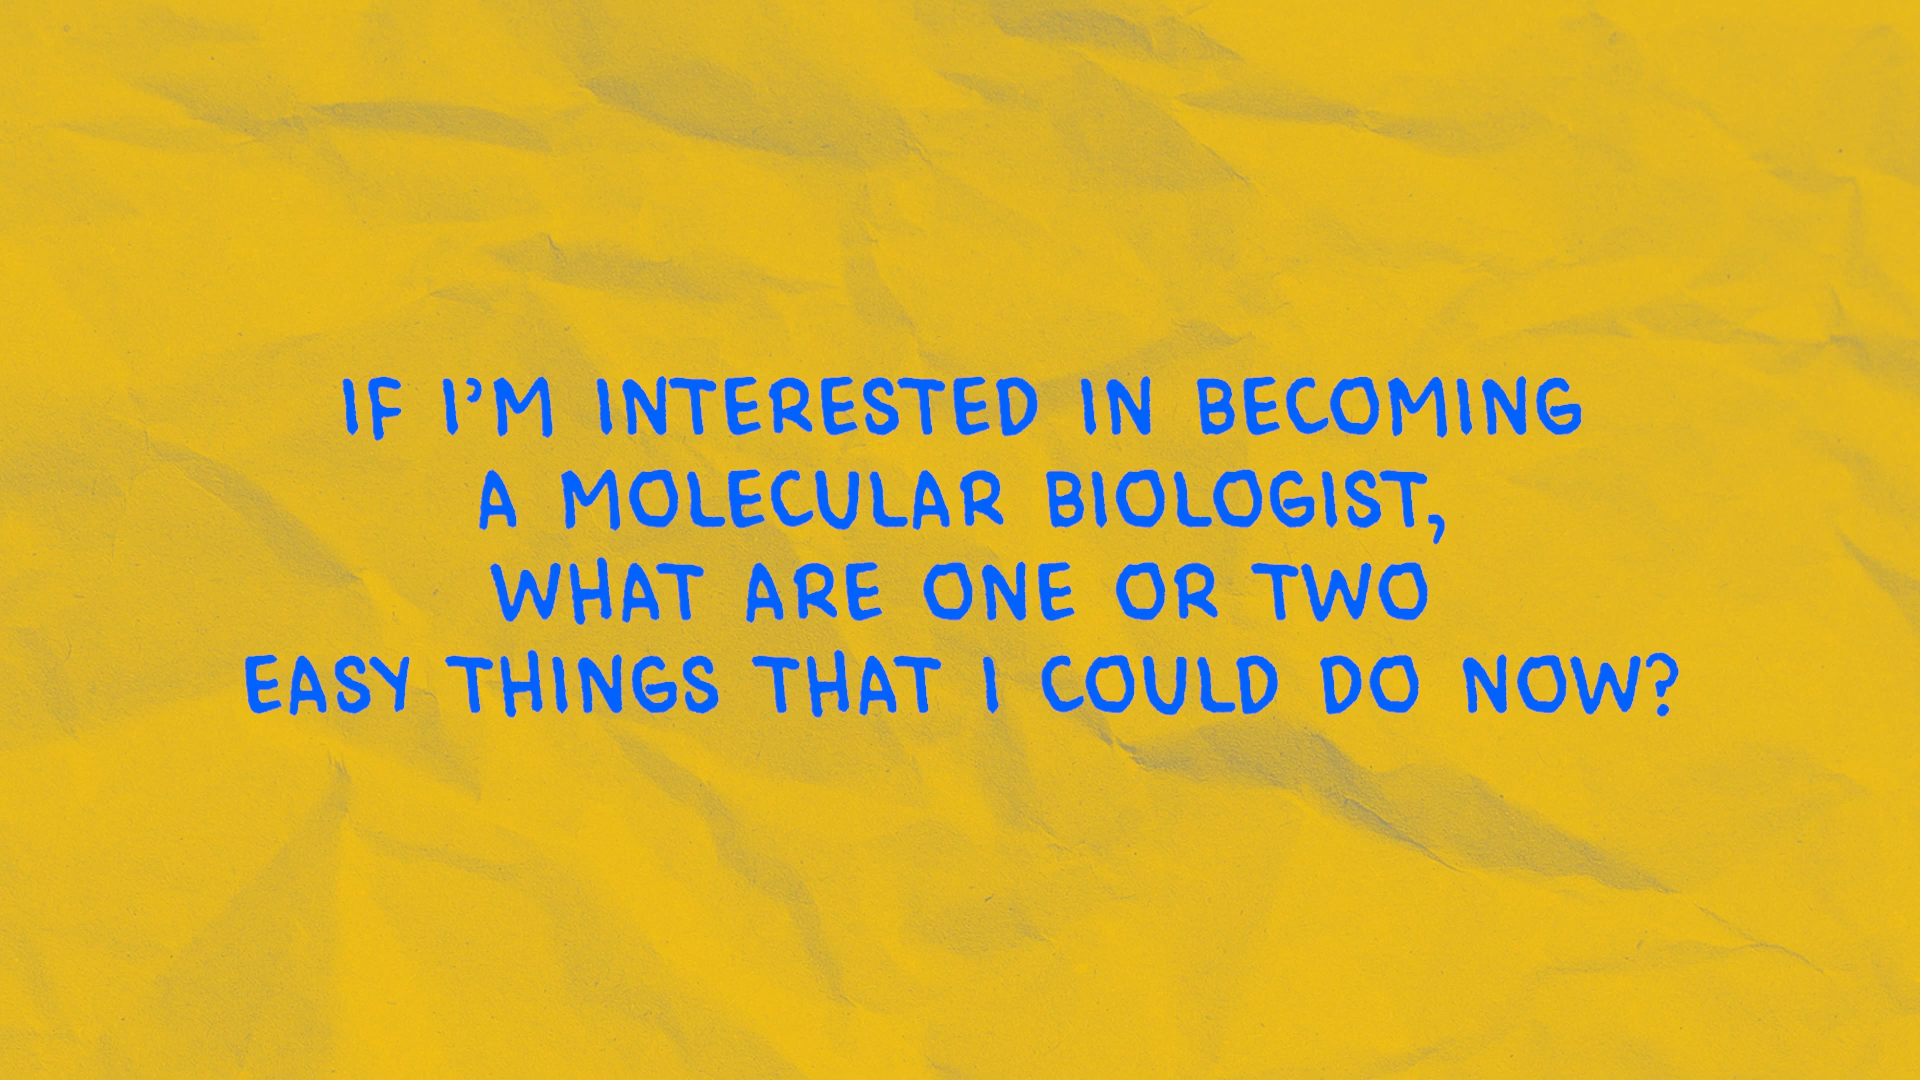 IF I'M INTERESTED IN BECOMING
A MOLECULAR BIOLOGIST,
WHAT ARE ONE OR TWO
EASY THINGS THAT I COULD DO NOW?